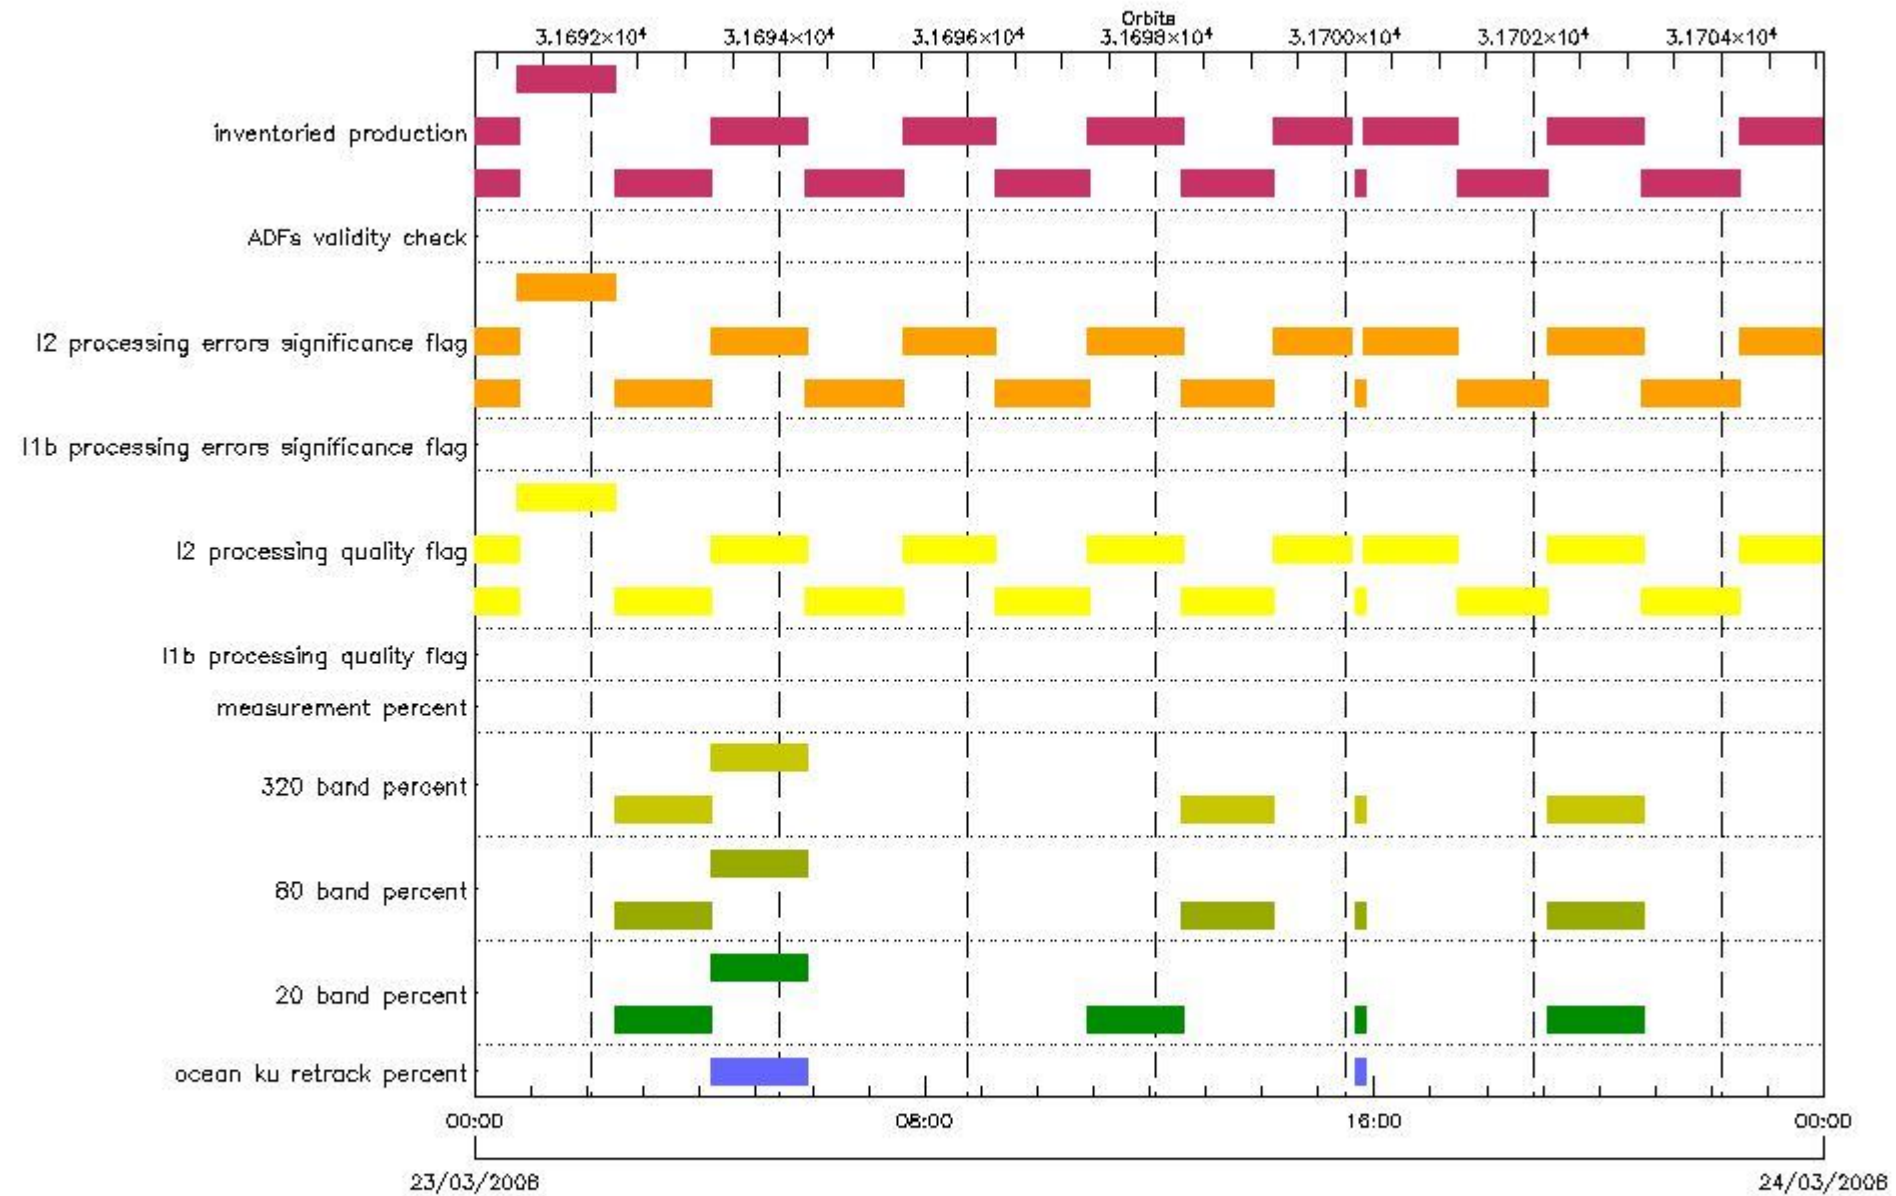 Orbits
3.1692×10⁴ 3.1694×10⁴ 3.1696×10⁴ 3.1698×10⁴ 3.1700×10⁴ 3.1702×10⁴ 3.1704×10⁴
inventoried production
ADFs validity check
l2 processing errors significance flag
l1b processing errors significance flag
l2 processing quality flag
l1b processing quality flag
measurement percent
320 band percent
80 band percent
20 band percent
ocean ku retrack percent
00:00 08:00 16:00 00:00
23/03/2008 24/03/2008